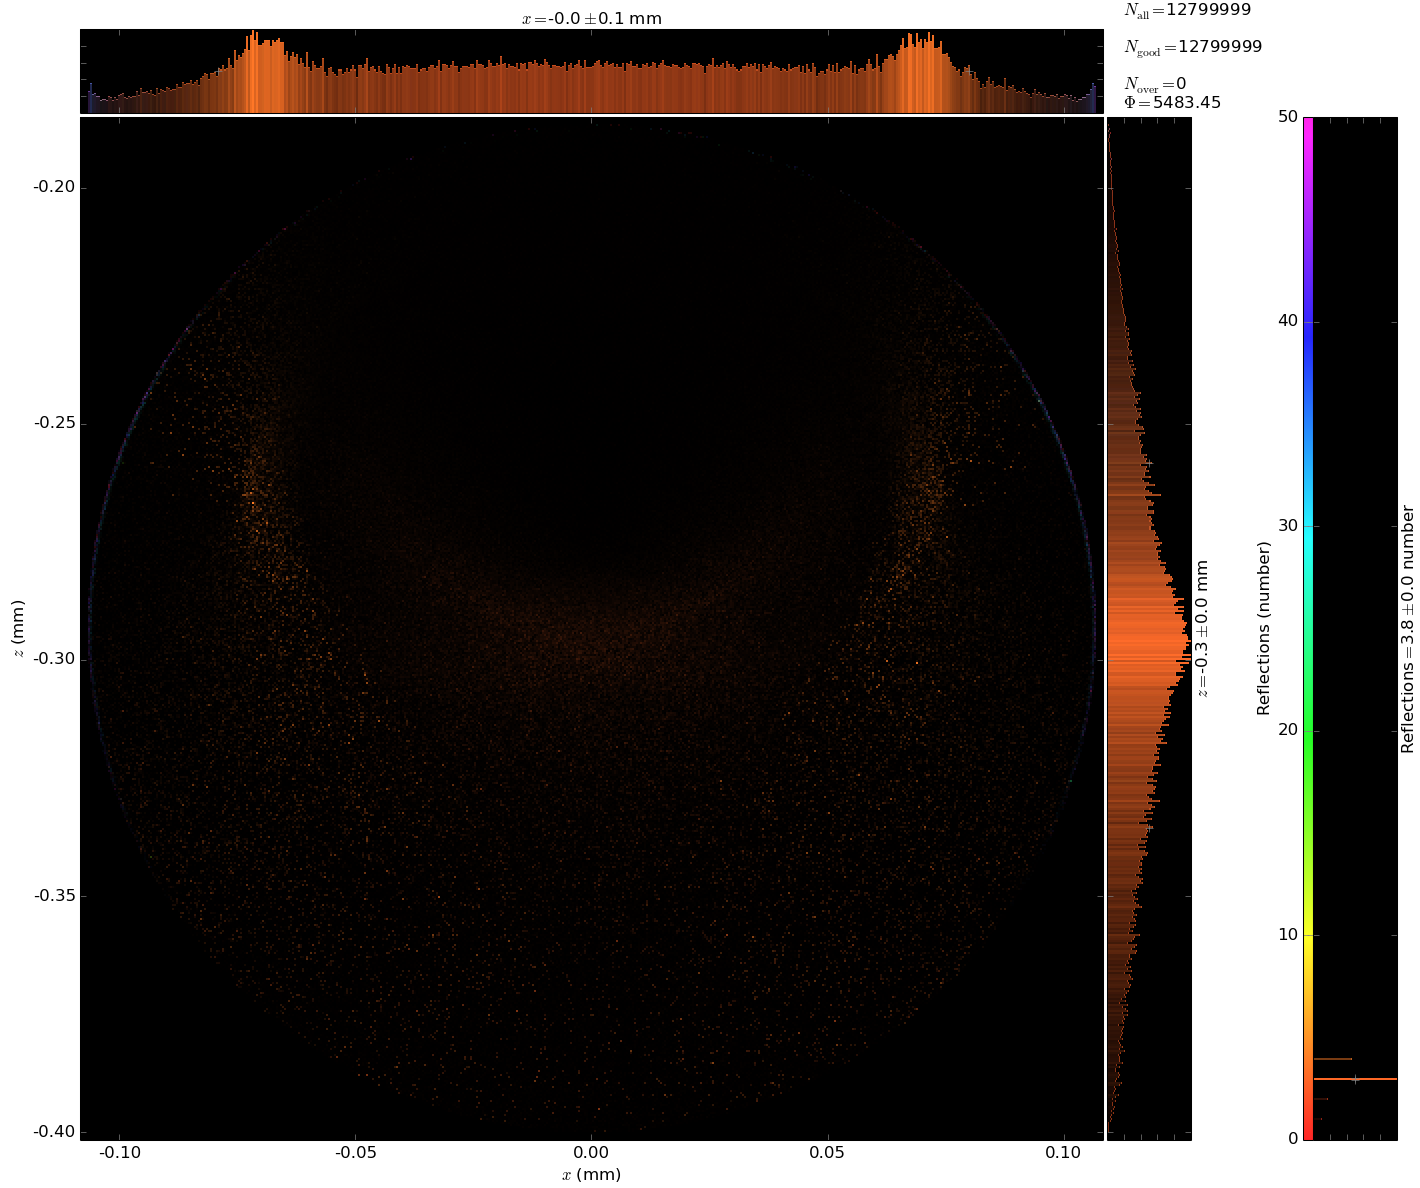 x = -0.0 ± 0.1 mm
N_all = 12799999
N_good = 12799999
N_over = 0
Φ = 5483.45
-0.20
-0.25
-0.30
-0.35
-0.40
z (mm)
-0.10
-0.05
0.00
0.05
0.10
x (mm)
z = -0.3 ± 0.0 mm
Reflections (number)
50
40
30
20
10
0
Reflections = 3.8 ± 0.0 number